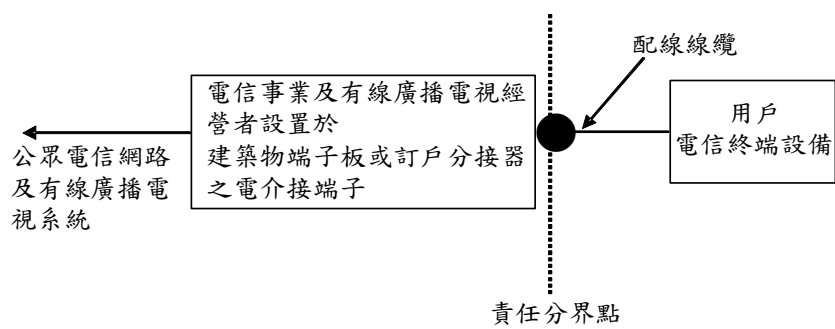 配線線纜
電信事業及有線廣播電視經
營者設置於
建築物端子板或訂戶分接器
之電介接端子
用戶
電信終端設備
公眾電信網路
及有線廣播電
視系統
責任分界點